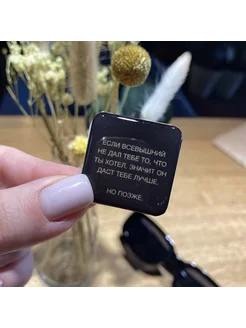 ЕСЛИ ВСЕВЫШНИЙ
НЕ ДАЛ ТЕБЕ ТО, ЧТО
ТЫ ХОТЕЛ. ЗНАЧИТ ОН
ДАСТ ТЕБЕ ЛУЧШЕ.
НО ПОЗЖЕ.